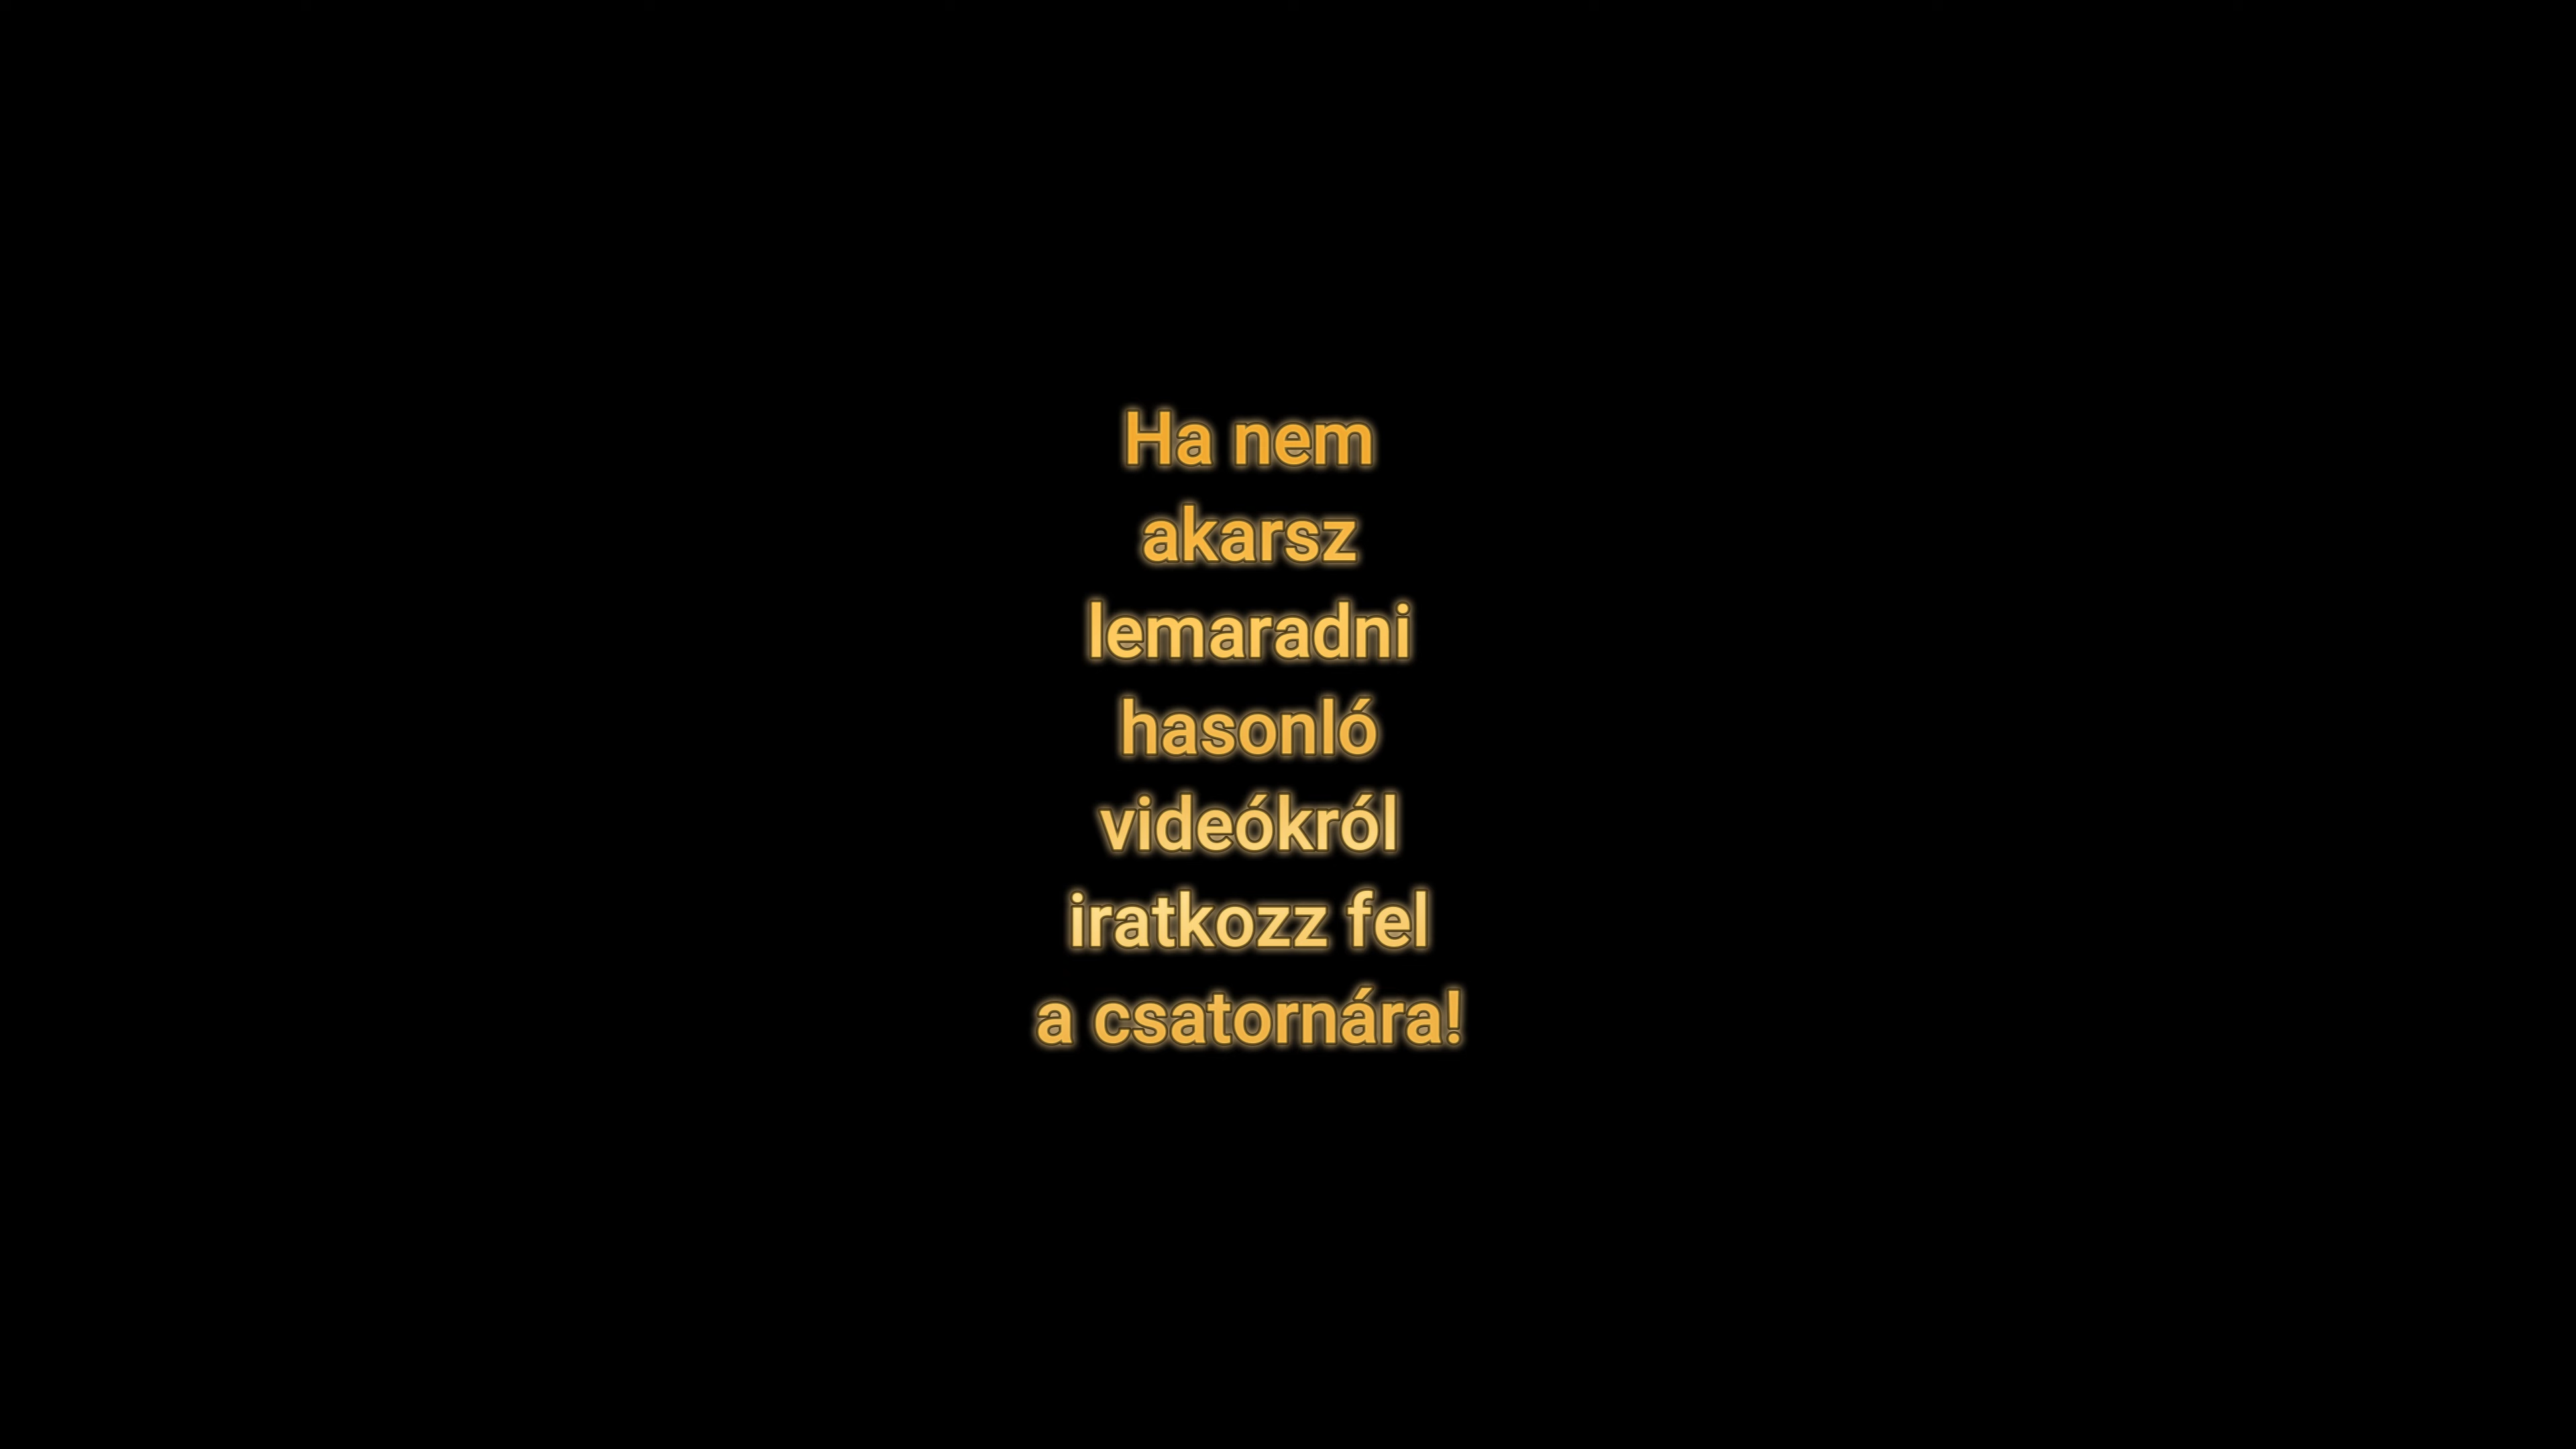 Ha nem
akarsz
lemaradni
hasonló
videókról
iratkozz fel
a csatornára!